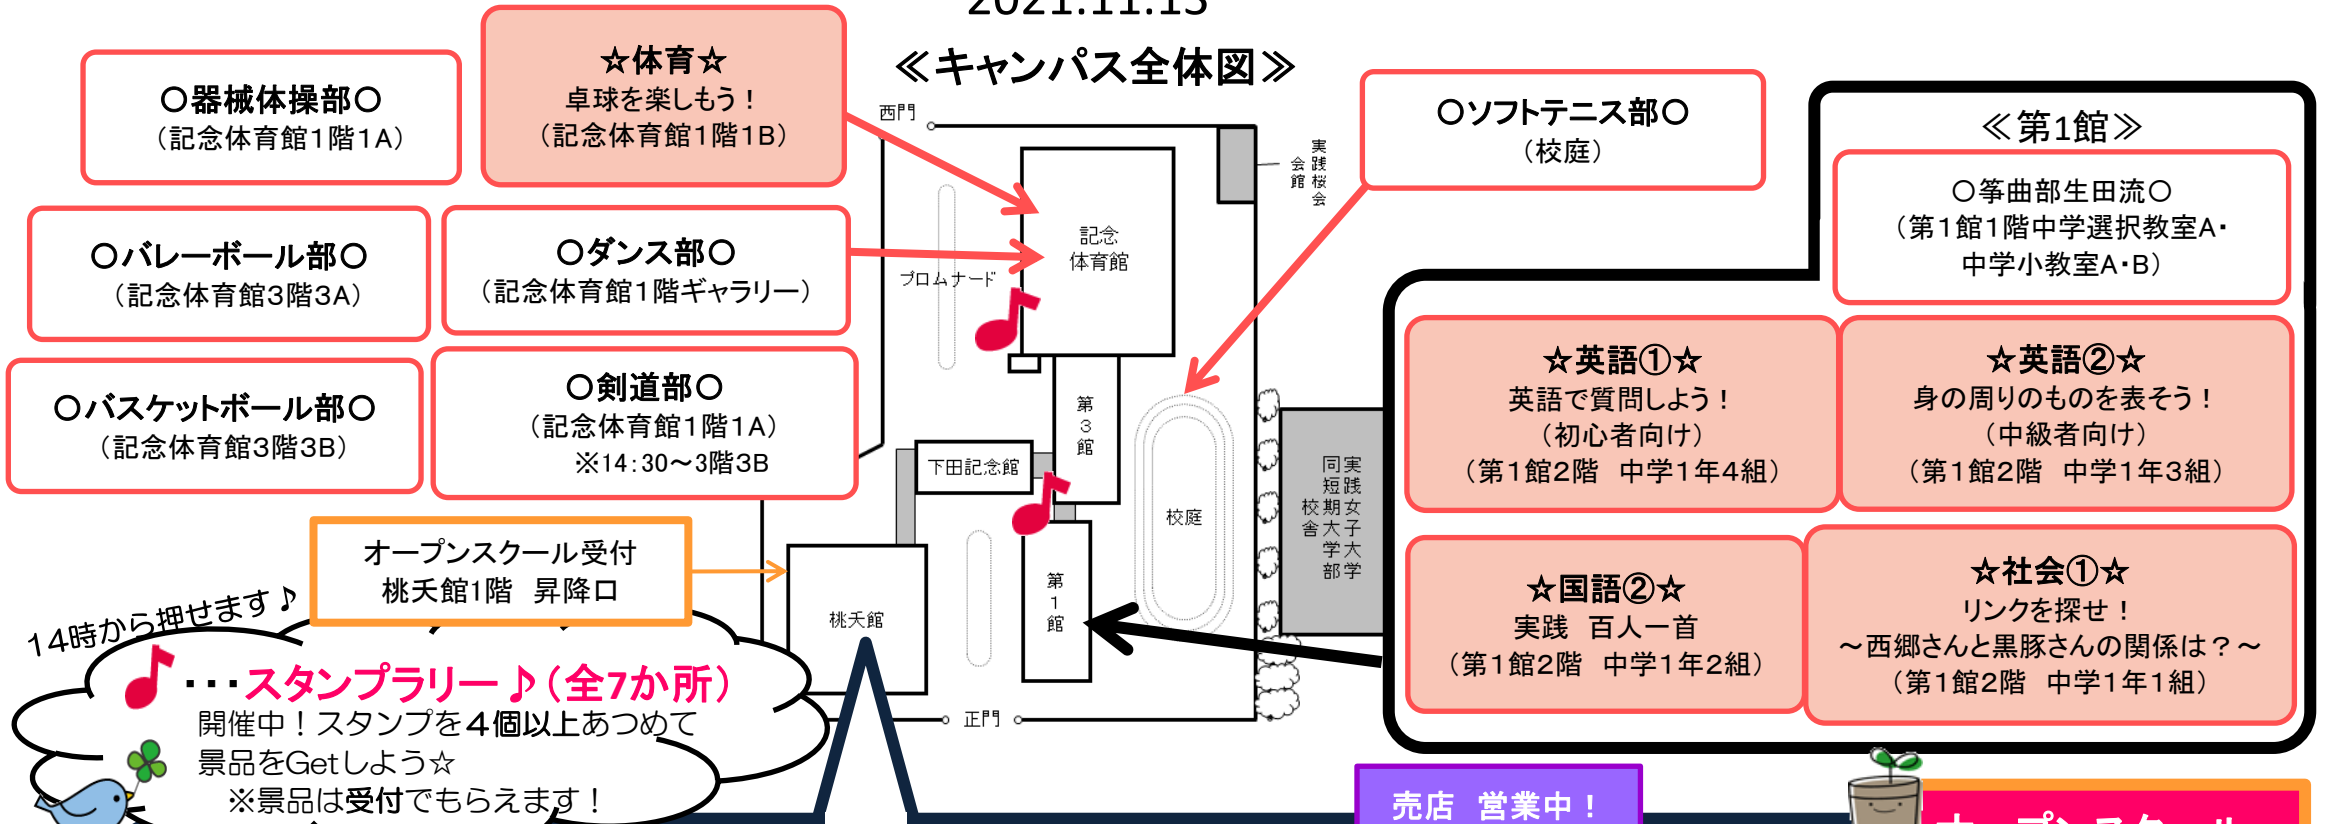 2021.11.13
≪キャンパス全体図≫
〇器械体操部〇
（記念体育館1階1A）
☆体育☆
卓球を楽しもう！
（記念体育館1階1B）
〇バレーボール部〇
（記念体育館3階3A）
〇ダンス部〇
（記念体育館1階ギャラリー）
〇バスケットボール部〇
（記念体育館3階3B）
〇剣道部〇
（記念体育館1階1A）
※14：30～3階3B
〇ソフトテニス部〇
（校庭）
西門
実践桜会
会館
記念
体育館
プロムナード
第3館
下田記念館
校庭
実践女子大学
同短期大学部
校舎
第1館
桃夭館
正門
≪第1館≫
〇筝曲部生田流〇
（第1館1階中学選択教室A・
中学小教室A・B）
☆英語①☆
英語で質問しよう！
（初心者向け）
（第1館2階　中学1年4組）
☆英語②☆
身の周りのものを表そう！
（中級者向け）
（第1館2階　中学1年3組）
☆国語②☆
実践　百人一首
（第1館2階　中学1年2組）
☆社会①☆
リンクを探せ！
～西郷さんと黒豚さんの関係は？～
（第1館2階　中学1年1組）
オープンスクール受付
桃夭館1階　昇降口
14時から押せます♪
・・・スタンプラリー♪（全7か所）
開催中！スタンプを4個以上あつめて
景品をGetしよう☆
※景品は受付でもらえます！
売店　営業中！
オープンスクール